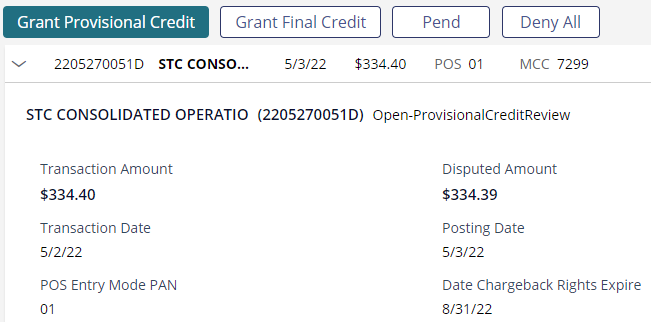 Grant Provisional Credit Grant Final Credit Pend Deny All
2205270051D STC CONSO... 5/3/22 $334.40 POS 01 MCC 7299
STC CONSOLIDATED OPERATIO (2205270051D) Open-ProvisionalCreditReview
Transaction Amount Disputed Amount
$334.40 $334.39
Transaction Date Posting Date
5/2/22 5/3/22
POS Entry Mode PAN Date Chargeback Rights Expire
01 8/31/22